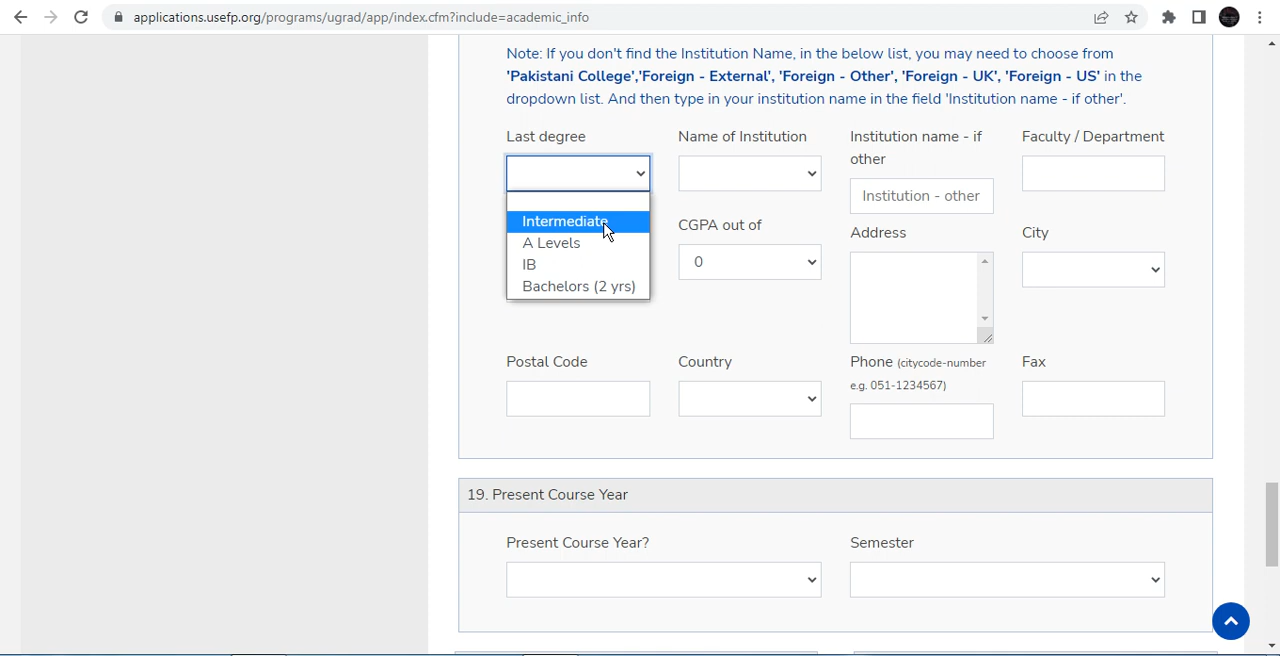 applications.usefp.org/programs/ugrad/app/index.cfm?include=academic_info
Note: If you don't find the Institution Name, in the below list, you may need to choose from
'Pakistani College','Foreign - External', 'Foreign - Other', 'Foreign - UK', 'Foreign - US' in the
dropdown list. And then type in your institution name in the field 'Institution name - if other'.
Last degree
Name of Institution
Institution name - if
other
Faculty / Department
Institution - other
Intermediate
A Levels
IB
Bachelors (2 yrs)
CGPA out of
0
Address
City
Postal Code
Country
Phone (citycode-number
e.g. 051-1234567)
Fax
19. Present Course Year
Present Course Year?
Semester